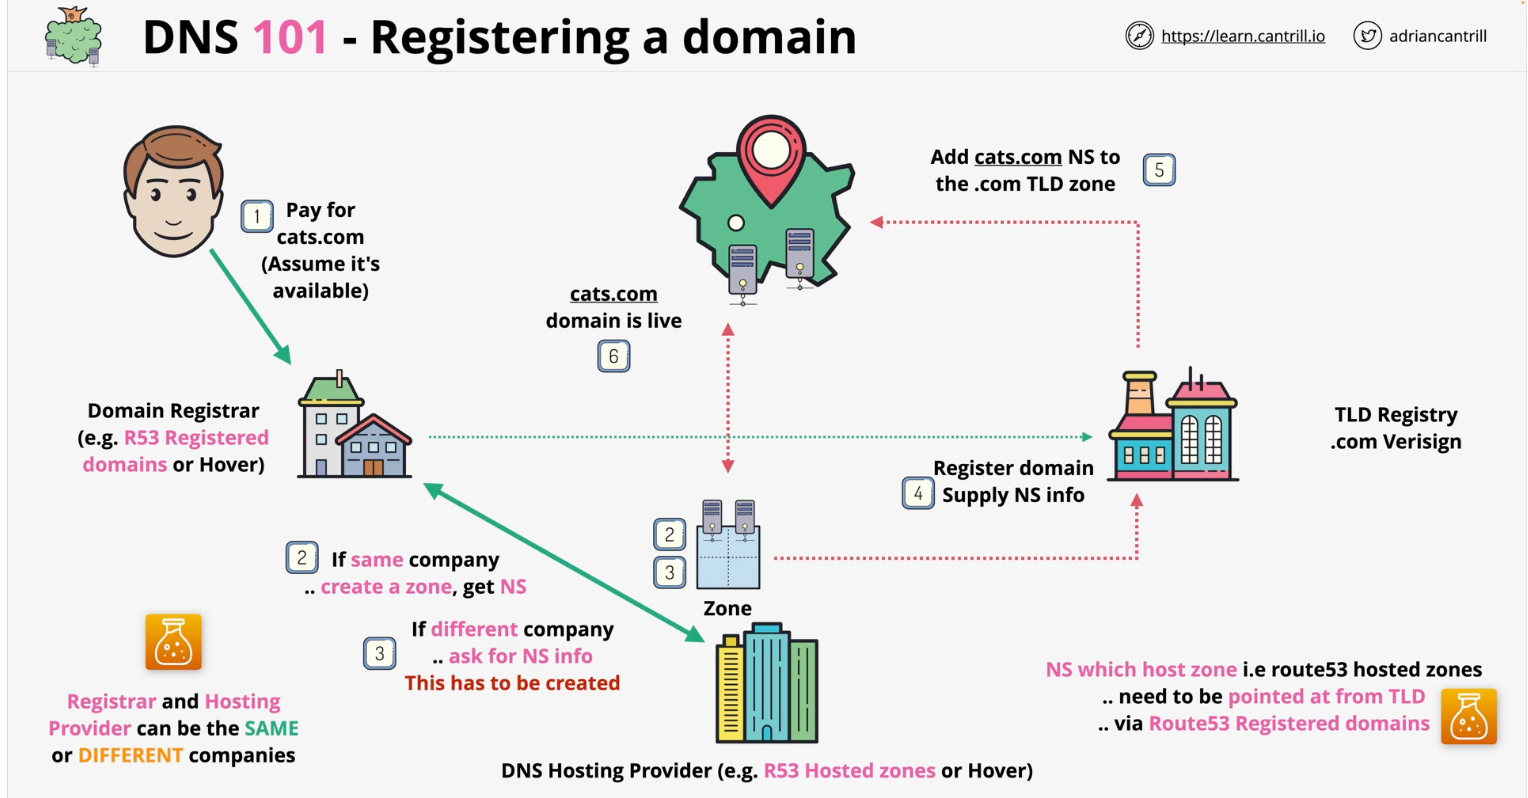 DNS 101 - Registering a domain
https://learn.cantrill.io
adriancantrill
1
Pay for
cats.com
(Assume it's
available)
Add cats.com NS to
the .com TLD zone
5
cats.com
domain is live
6
Domain Registrar
(e.g. R53 Registered
domains or Hover)
TLD Registry
.com Verisign
4
Register domain
Supply NS info
2
If same company
.. create a zone, get NS
2
3
Zone
3
If different company
.. ask for NS info
This has to be created
Registrar and Hosting
Provider can be the SAME
or DIFFERENT companies
NS which host zone i.e route53 hosted zones
.. need to be pointed at from TLD
.. via Route53 Registered domains
DNS Hosting Provider (e.g. R53 Hosted zones or Hover)